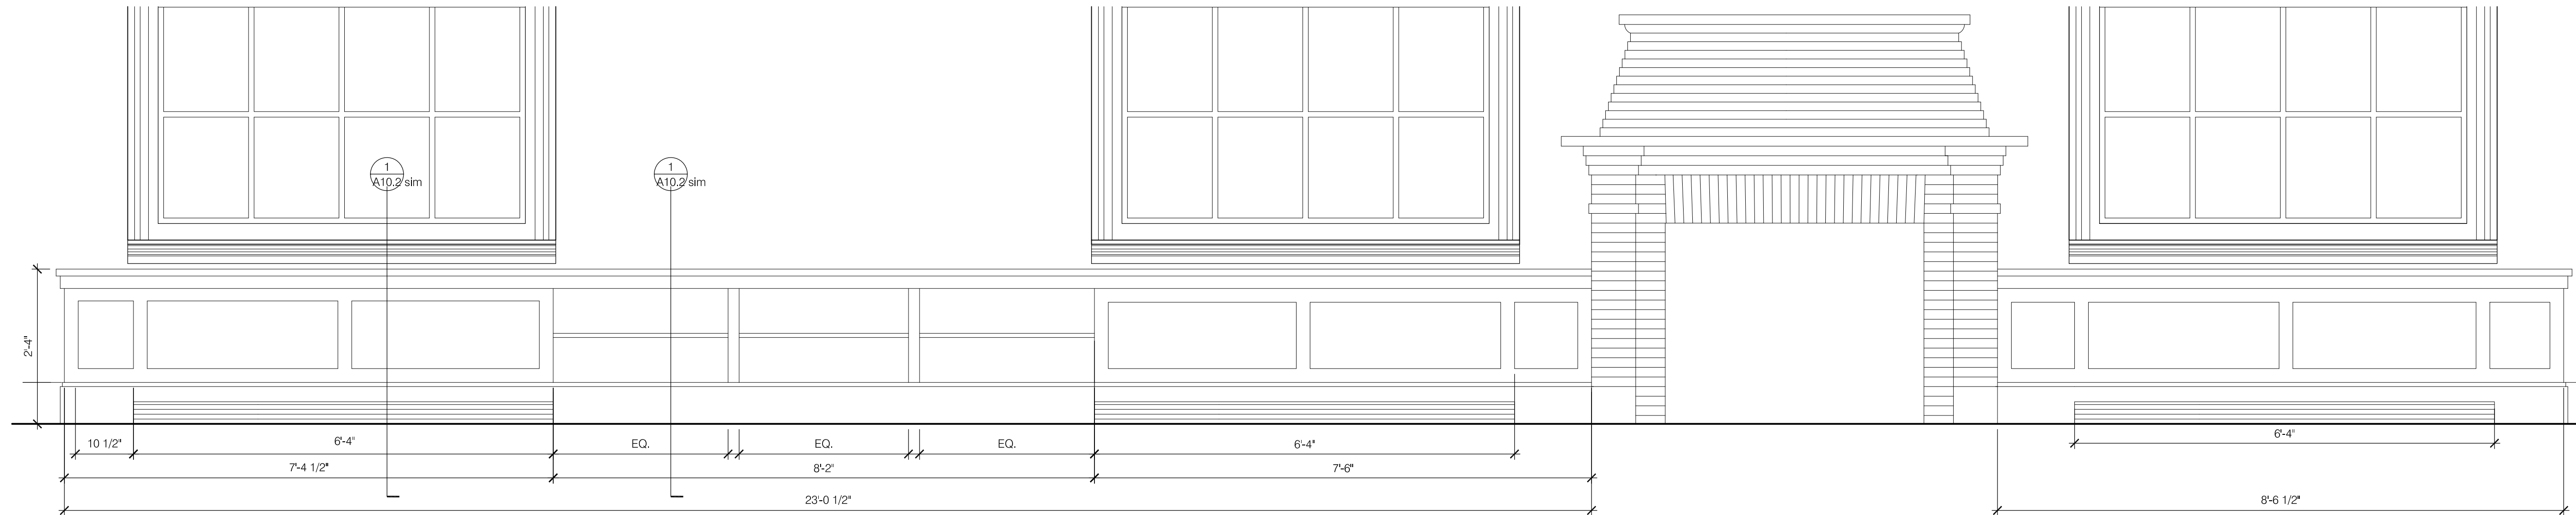 1
A10.2 sim
1
A10.2 sim
2'-4"
10 1/2"
6'-4"
EQ.
EQ.
EQ.
6'-4"
6'-4"
7'-4 1/2"
8'-2"
7'-6"
23'-0 1/2"
8'-6 1/2"